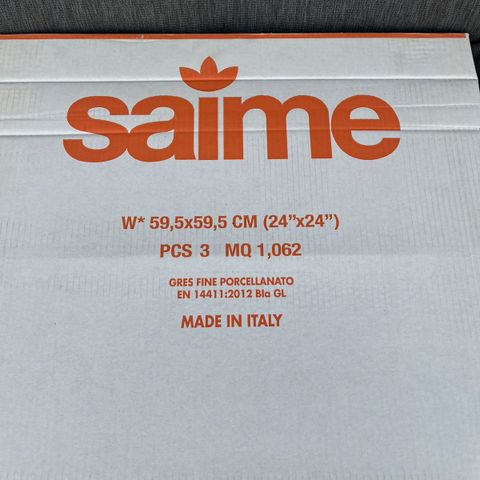 saime
W* 59,5x59,5 CM (24”x24”)
PCS 3 MQ 1,062
GRES FINE PORCELLANATO
EN 14411:2012 BIa GL
MADE IN ITALY